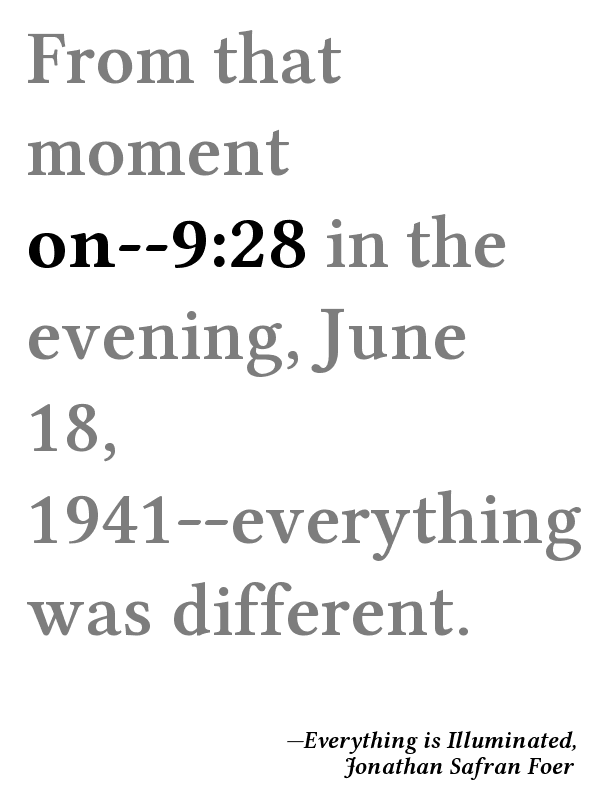 From that
moment
on--9:28 in the
evening, June
18,
1941--everything
was different.
—Everything is Illuminated,
Jonathan Safran Foer